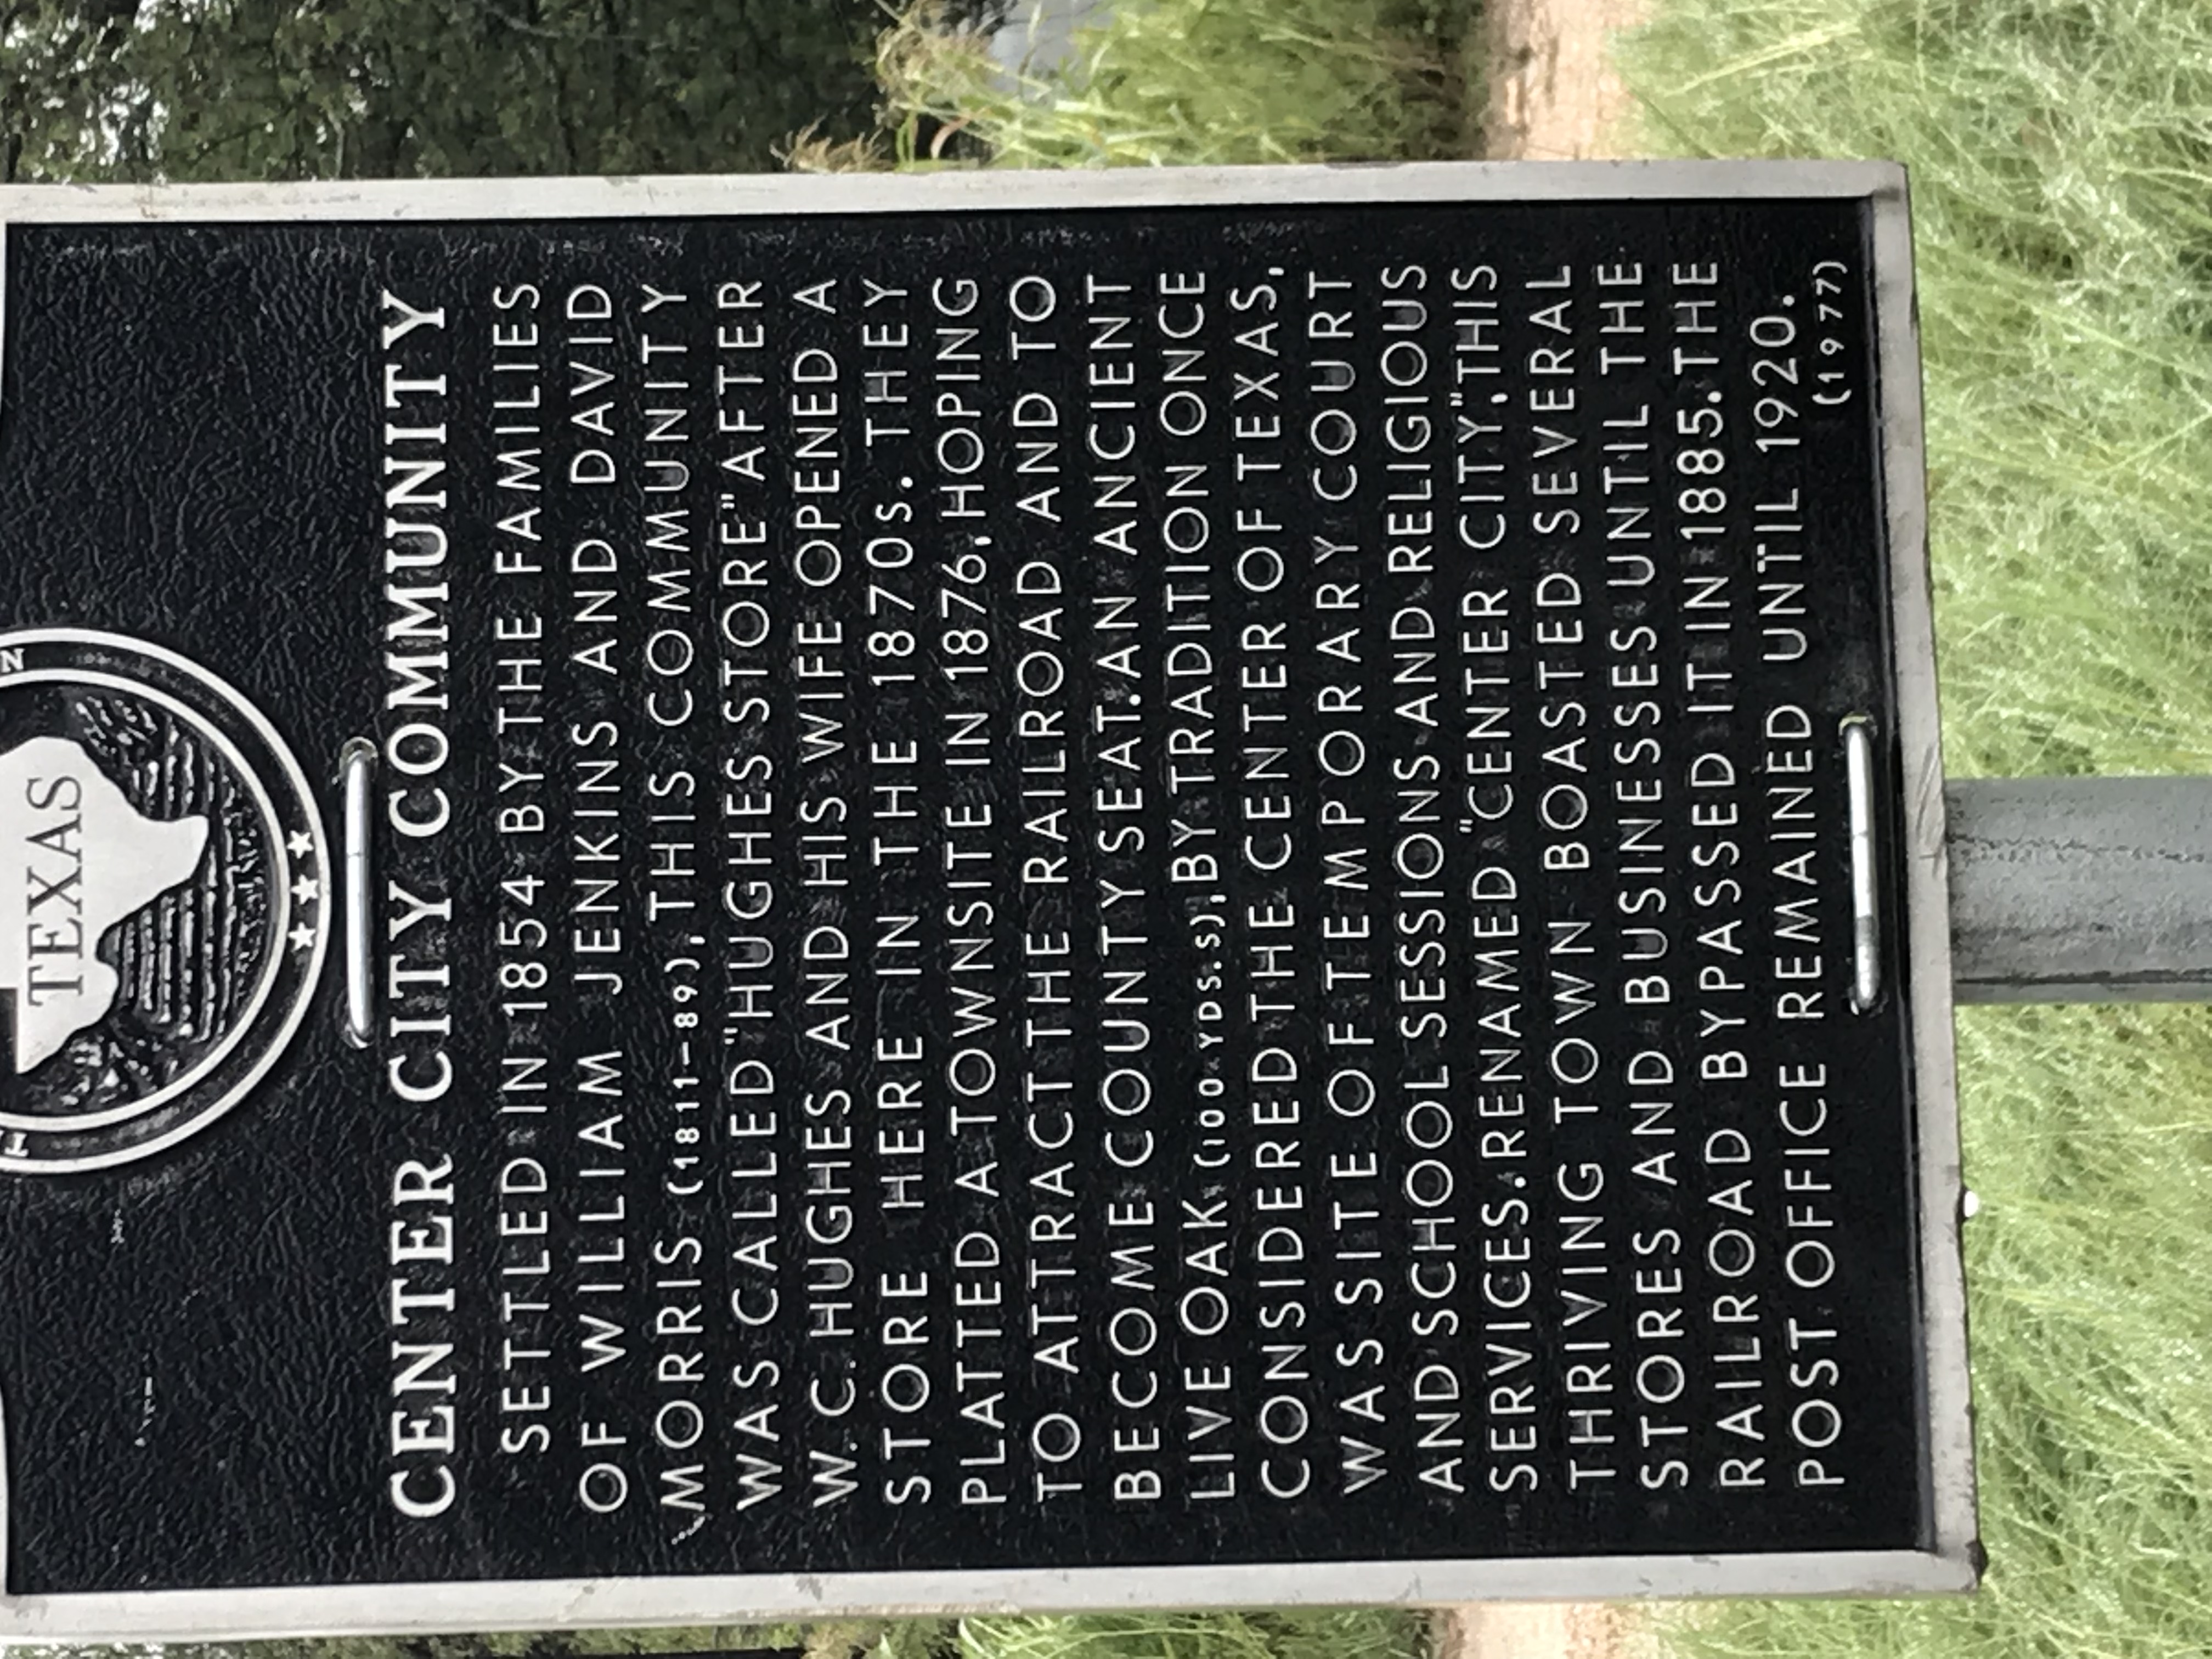 TEXAS
CENTER CITY COMMUNITY
SETTLED IN 1854 BY THE FAMILIES
OF WILLIAM JENKINS AND DAVID
MORRIS (1811-89), THIS COMMUNITY
WAS CALLED "HUGHES STORE" AFTER
W. C. HUGHES AND HIS WIFE OPENED A
STORE HERE IN THE 1870s. THEY
PLATTED A TOWNSITE IN 1876, HOPING
TO ATTRACT THE RAILROAD AND TO
BECOME COUNTY SEAT. AN ANCIENT
LIVE OAK (100 YDS. S), BY TRADITION ONCE
CONSIDERED THE CENTER OF TEXAS,
WAS SITE OF TEMPORARY COURT
AND SCHOOL SESSIONS AND RELIGIOUS
SERVICES. RENAMED "CENTER CITY", THIS
THRIVING TOWN BOASTED SEVERAL
STORES AND BUSINESSES UNTIL THE
RAILROAD BYPASSED IT IN 1885. THE
POST OFFICE REMAINED UNTIL 1920.
(1977)